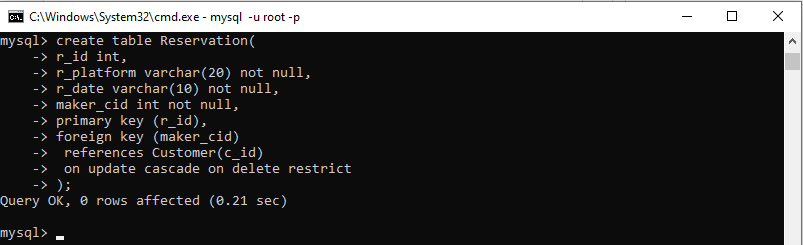 C:\Windows\System32\cmd.exe - mysql -u root -p
mysql> create table Reservation(
    -> r_id int,
    -> r_platform varchar(20) not null,
    -> r_date varchar(10) not null,
    -> maker_cid int not null,
    -> primary key (r_id),
    -> foreign key (maker_cid)
    ->  references Customer(c_id)
    ->  on update cascade on delete restrict
    -> );
Query OK, 0 rows affected (0.21 sec)
mysql> _